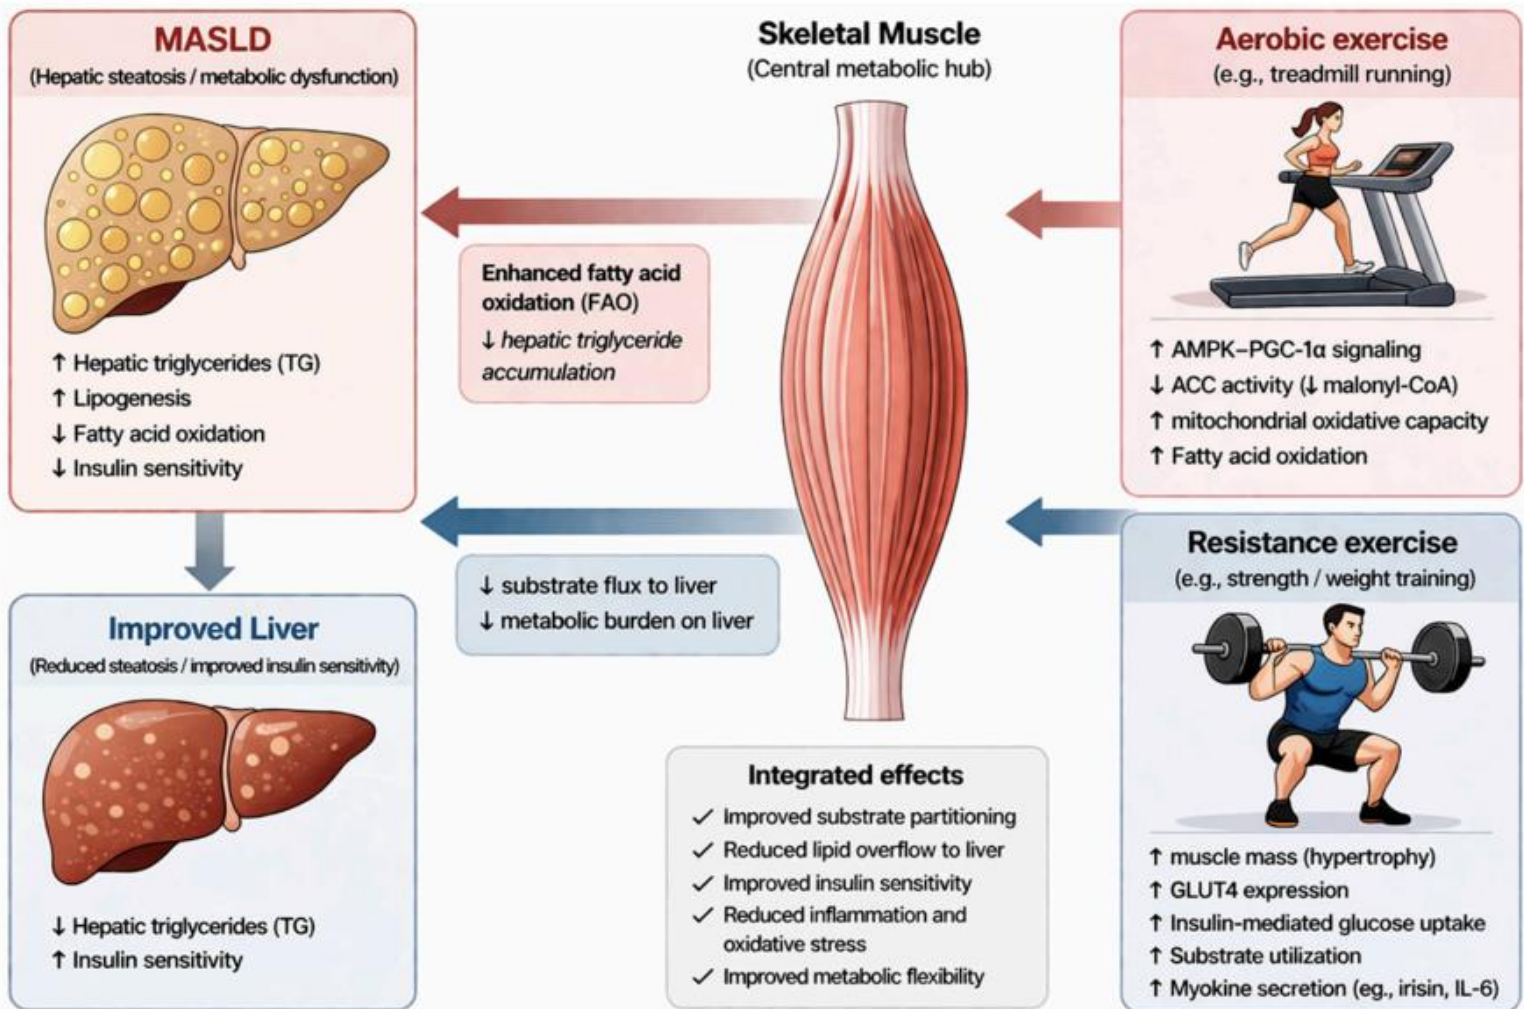 MASLD
(Hepatic steatosis / metabolic dysfunction)
↑ Hepatic triglycerides (TG)
↑ Lipogenesis
↓ Fatty acid oxidation
↓ Insulin sensitivity
Improved Liver
(Reduced steatosis / improved insulin sensitivity)
↓ Hepatic triglycerides (TG)
↑ Insulin sensitivity
Skeletal Muscle
(Central metabolic hub)
Enhanced fatty acid
oxidation (FAO)
↓ hepatic triglyceride
accumulation
↓ substrate flux to liver
↓ metabolic burden on liver
Integrated effects
✓ Improved substrate partitioning
✓ Reduced lipid overflow to liver
✓ Improved insulin sensitivity
✓ Reduced inflammation and
oxidative stress
✓ Improved metabolic flexibility
Aerobic exercise
(e.g., treadmill running)
↑ AMPK–PGC-1α signaling
↓ ACC activity (↓ malonyl-CoA)
↑ mitochondrial oxidative capacity
↑ Fatty acid oxidation
Resistance exercise
(e.g., strength / weight training)
↑ muscle mass (hypertrophy)
↑ GLUT4 expression
↑ Insulin-mediated glucose uptake
↑ Substrate utilization
↑ Myokine secretion (eg., irisin, IL-6)